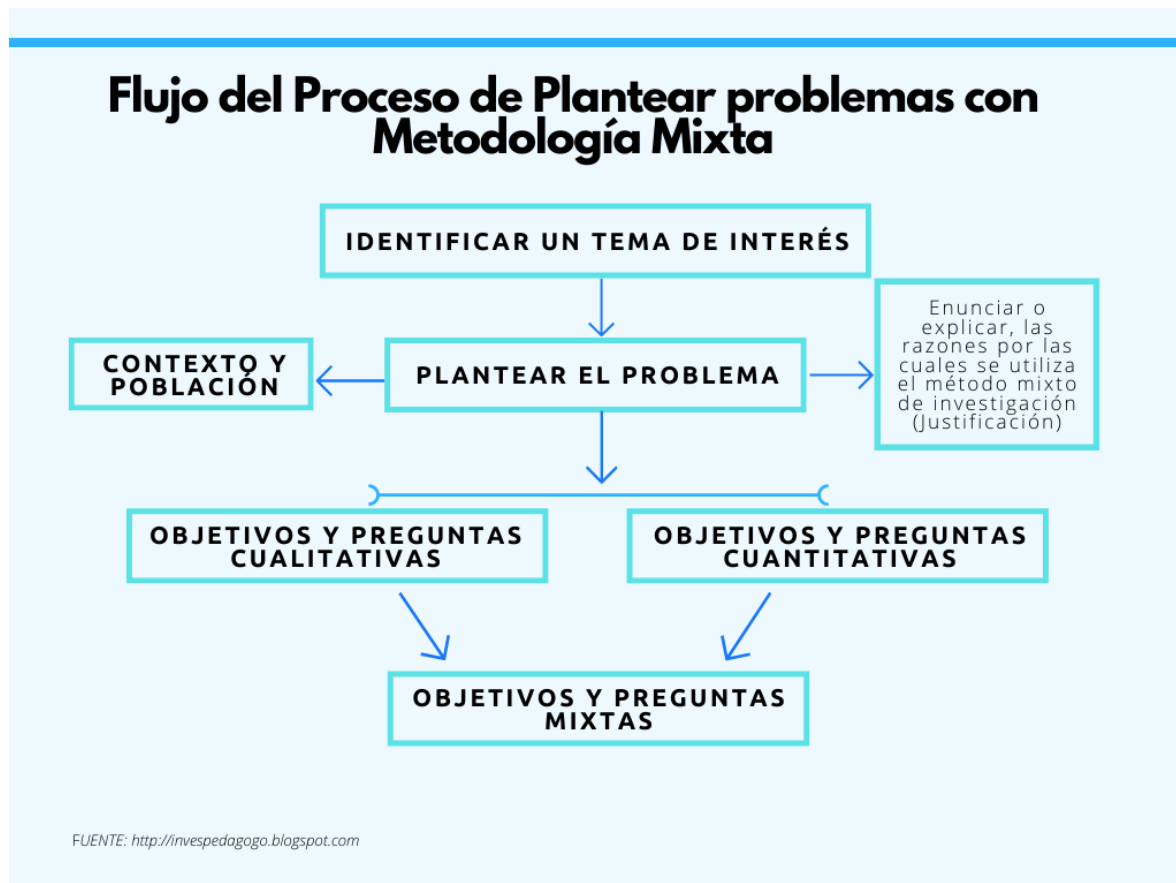 Flujo del Proceso de Plantear problemas con
Metodología Mixta
IDENTIFICAR UN TEMA DE INTERÉS
CONTEXTO Y
POBLACIÓN
PLANTEAR EL PROBLEMA
Enunciar o
explicar, las
razones por las
cuales se utiliza
el método mixto
de investigación
(Justificación)
OBJETIVOS Y PREGUNTAS
CUALITATIVAS
OBJETIVOS Y PREGUNTAS
CUANTITATIVAS
OBJETIVOS Y PREGUNTAS
MIXTAS
FUENTE: http://invespedagogo.blogspot.com